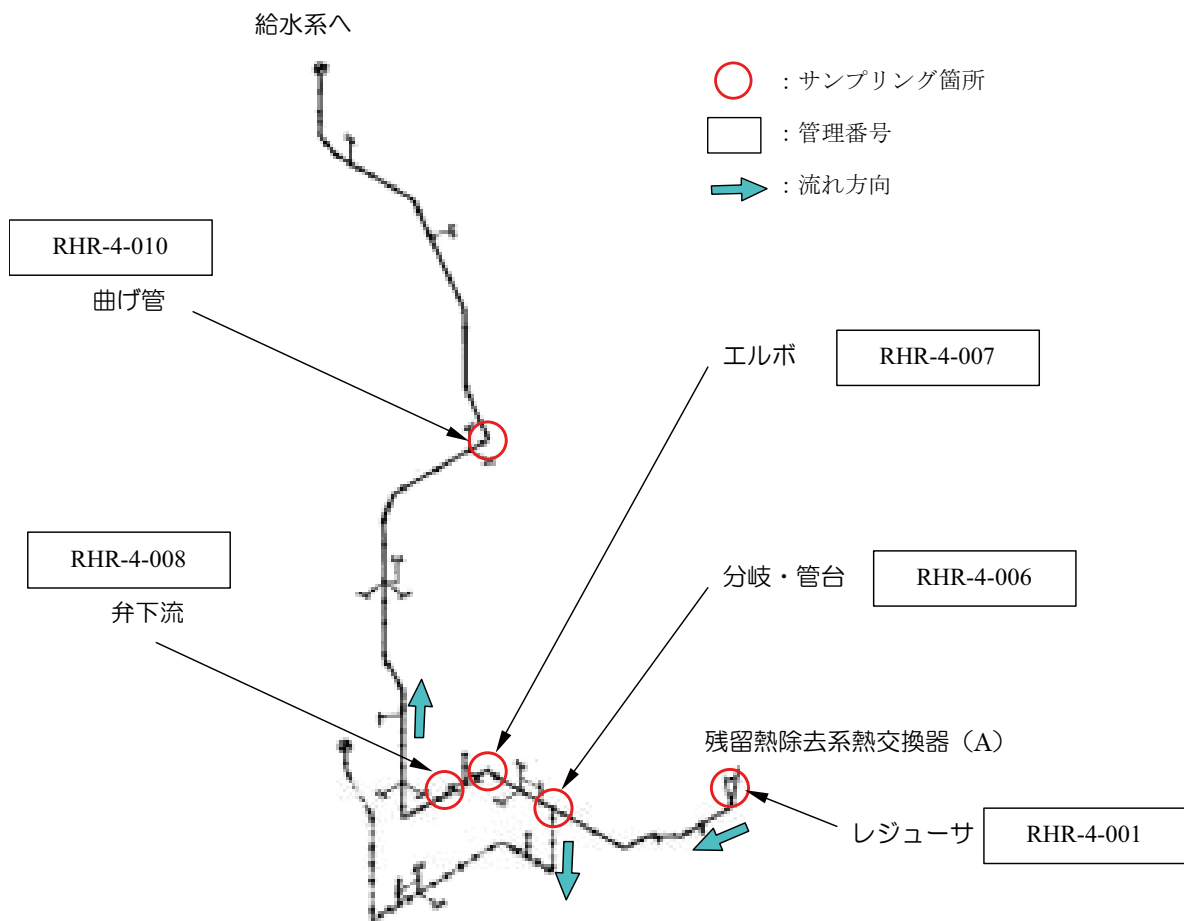 給水系へ
：サンプリング箇所
：管理番号
：流れ方向
RHR-4-010
曲げ管
エルボ
RHR-4-007
RHR-4-008
弁下流
分岐・管台
RHR-4-006
残留熱除去系熱交換器（A）
レジューサ
RHR-4-001